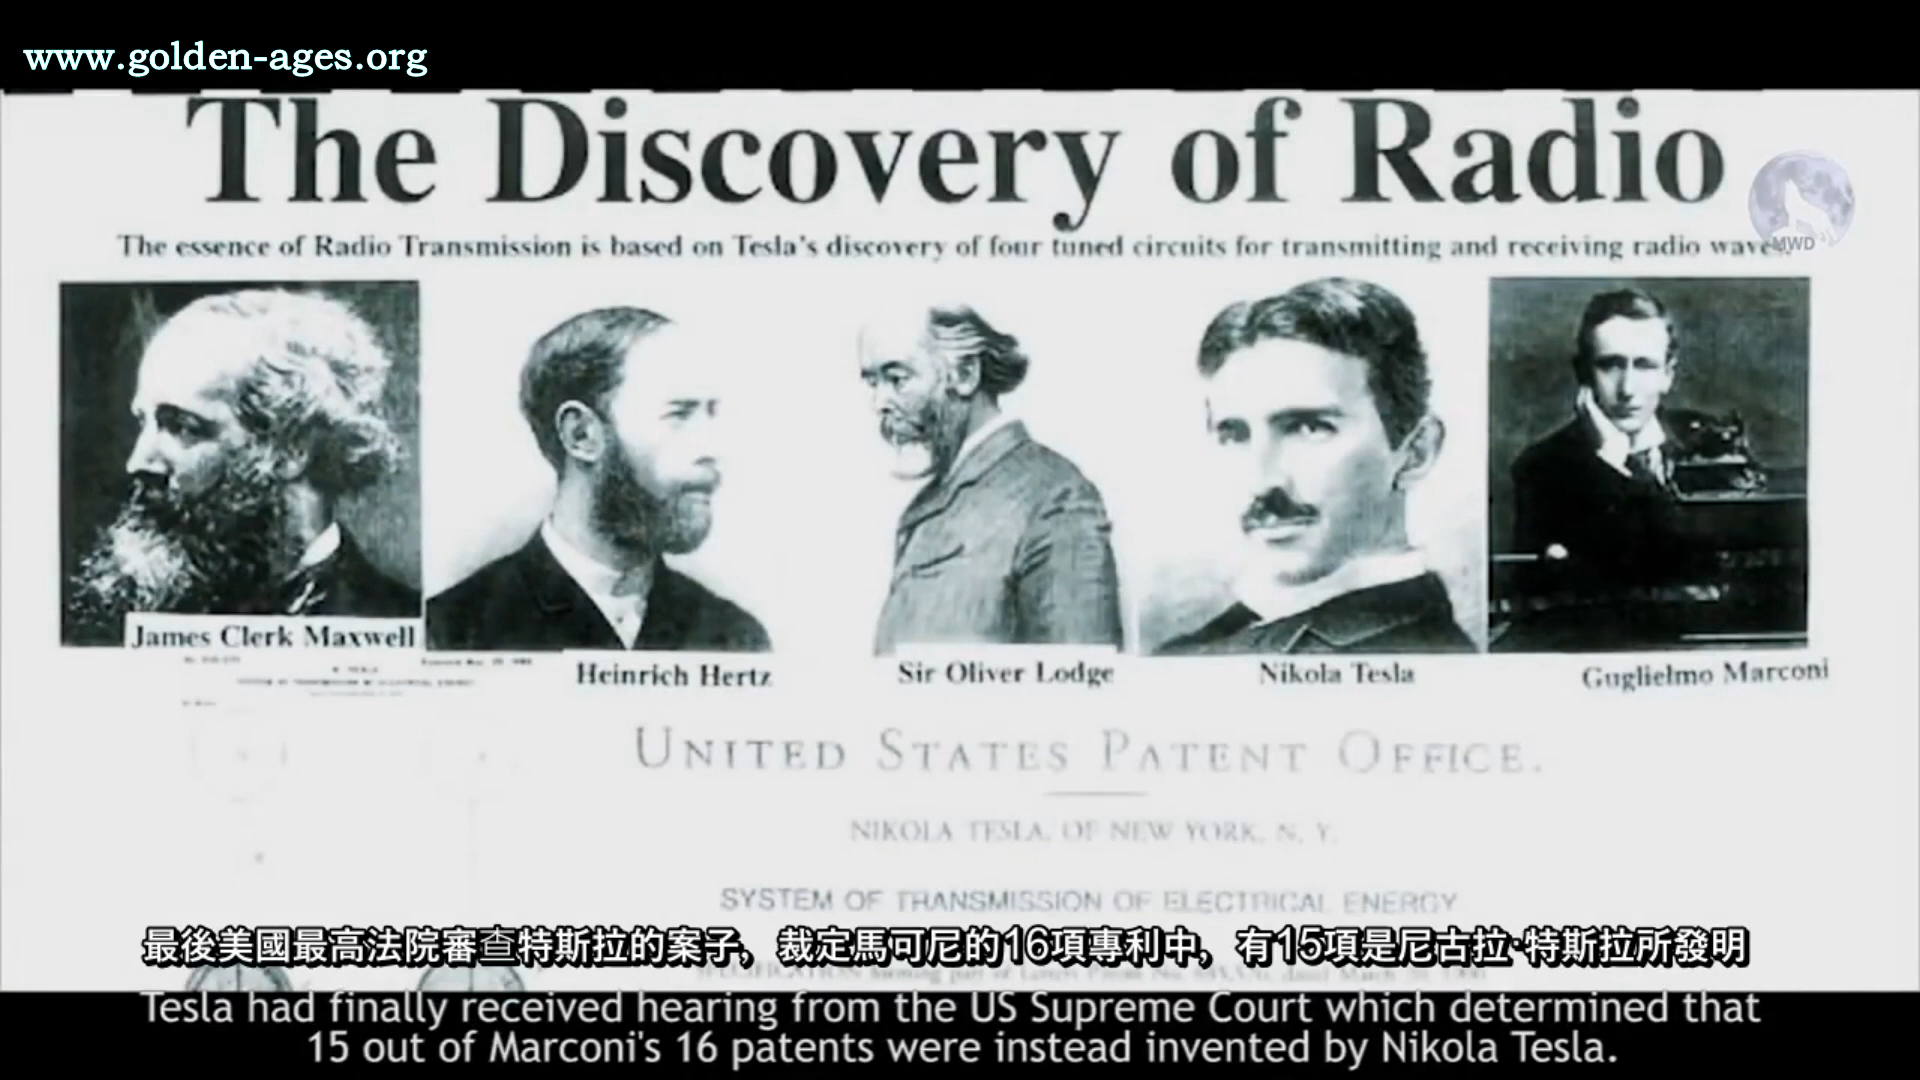 www.golden-ages.org
The Discovery of Radio
MWD
The essence of Radio Transmission is based on Tesla's discovery of four tuned circuits for transmitting and receiving radio waves.
James Clerk Maxwell
Heinrich Hertz
Sir Oliver Lodge
Nikola Tesla
Guglielmo Marconi
UNITED STATES PATENT OFFICE.
NIKOLA TESLA, OF NEW YORK, N. Y.
SYSTEM OF TRANSMISSION OF ELECTRICAL ENERGY
最後美國最高法院審查特斯拉的案子，裁定馬可尼的16項專利中，有15項是尼古拉·特斯拉所發明
Tesla had finally received hearing from the US Supreme Court which determined that
15 out of Marconi's 16 patents were instead invented by Nikola Tesla.